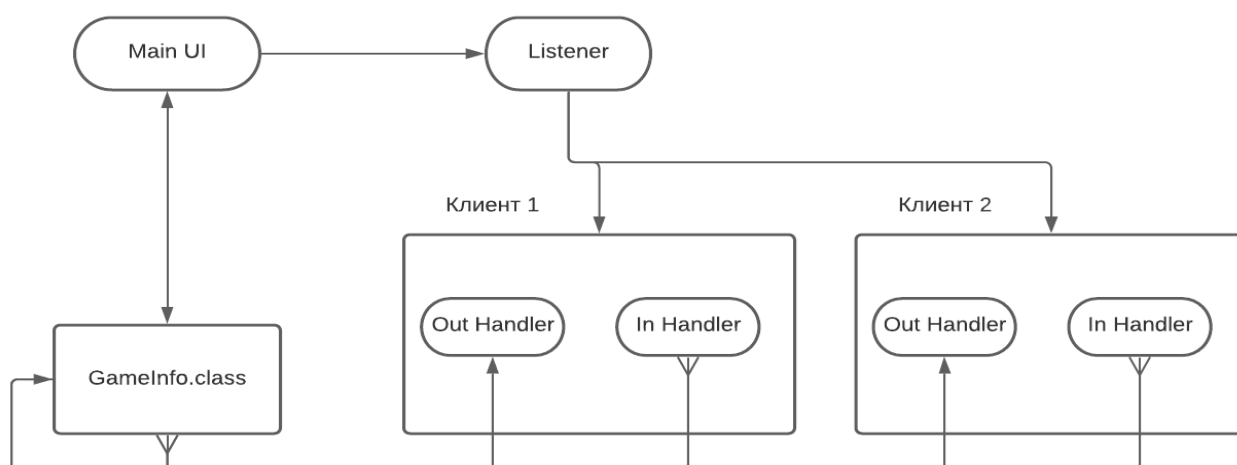 Main UI
Listener
Клиент 1
Клиент 2
Out Handler
In Handler
Out Handler
In Handler
GameInfo.class